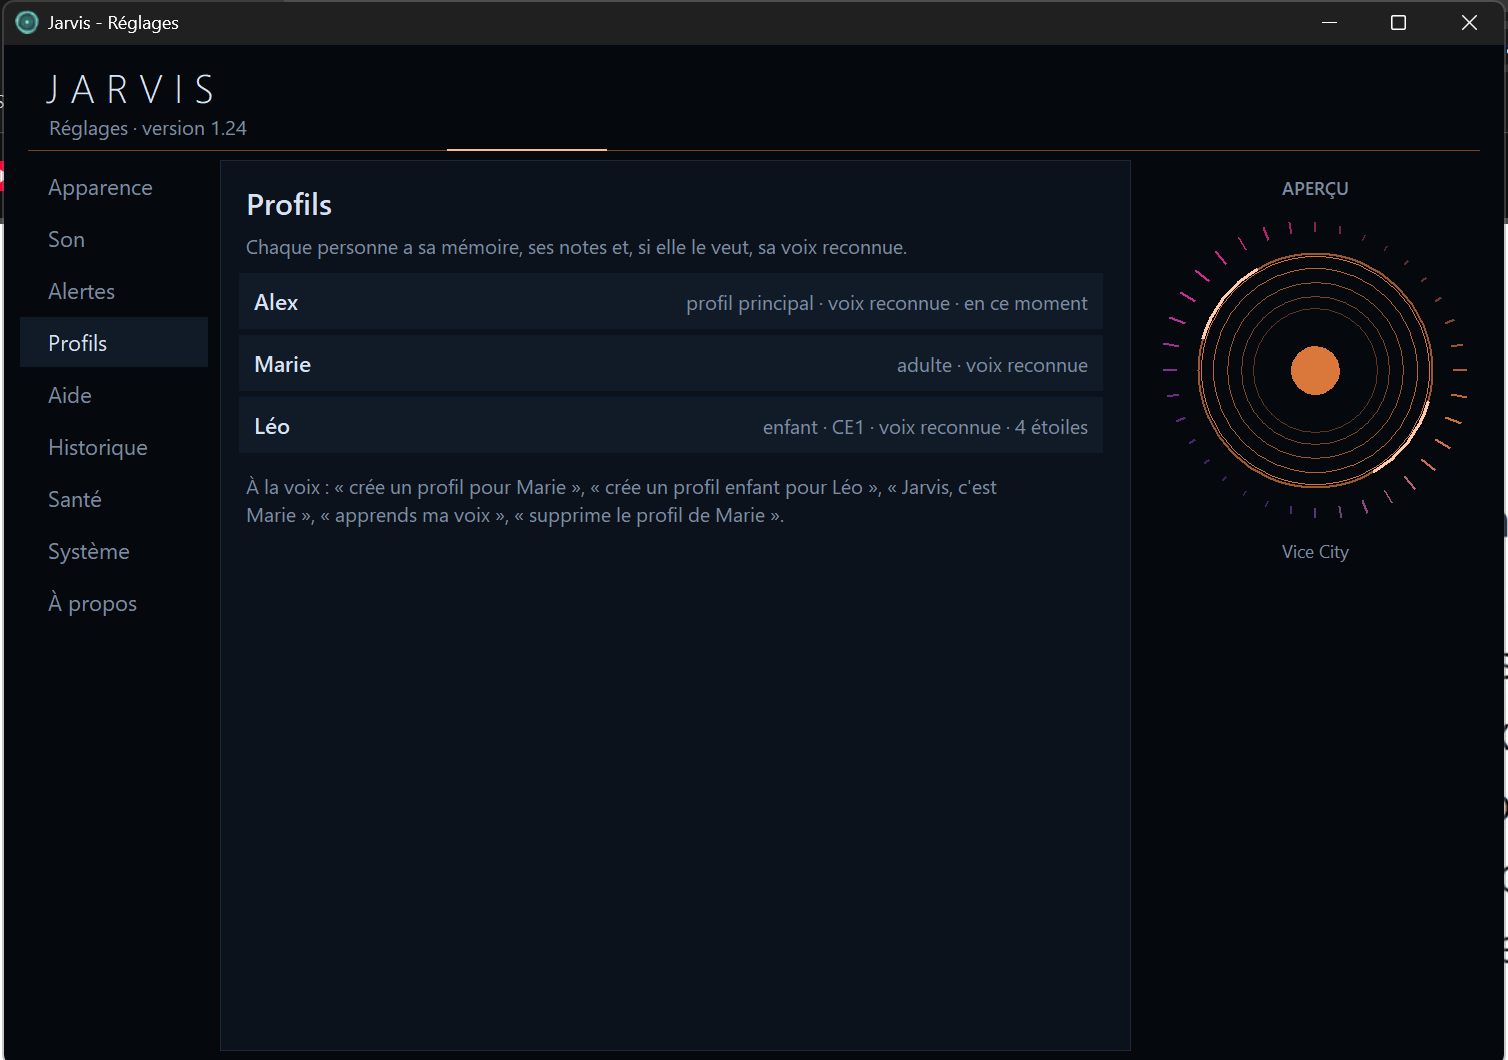 Jarvis - Réglages
JARVIS
Réglages · version 1.24
Apparence
Son
Alertes
Profils
Aide
Historique
Santé
Système
À propos
Profils
Chaque personne a sa mémoire, ses notes et, si elle le veut, sa voix reconnue.
Alex profil principal · voix reconnue · en ce moment
Marie adulte · voix reconnue
Léo enfant · CE1 · voix reconnue · 4 étoiles
À la voix : « crée un profil pour Marie », « crée un profil enfant pour Léo », « Jarvis, c'est
Marie », « apprends ma voix », « supprime le profil de Marie ».
APERÇU
Vice City